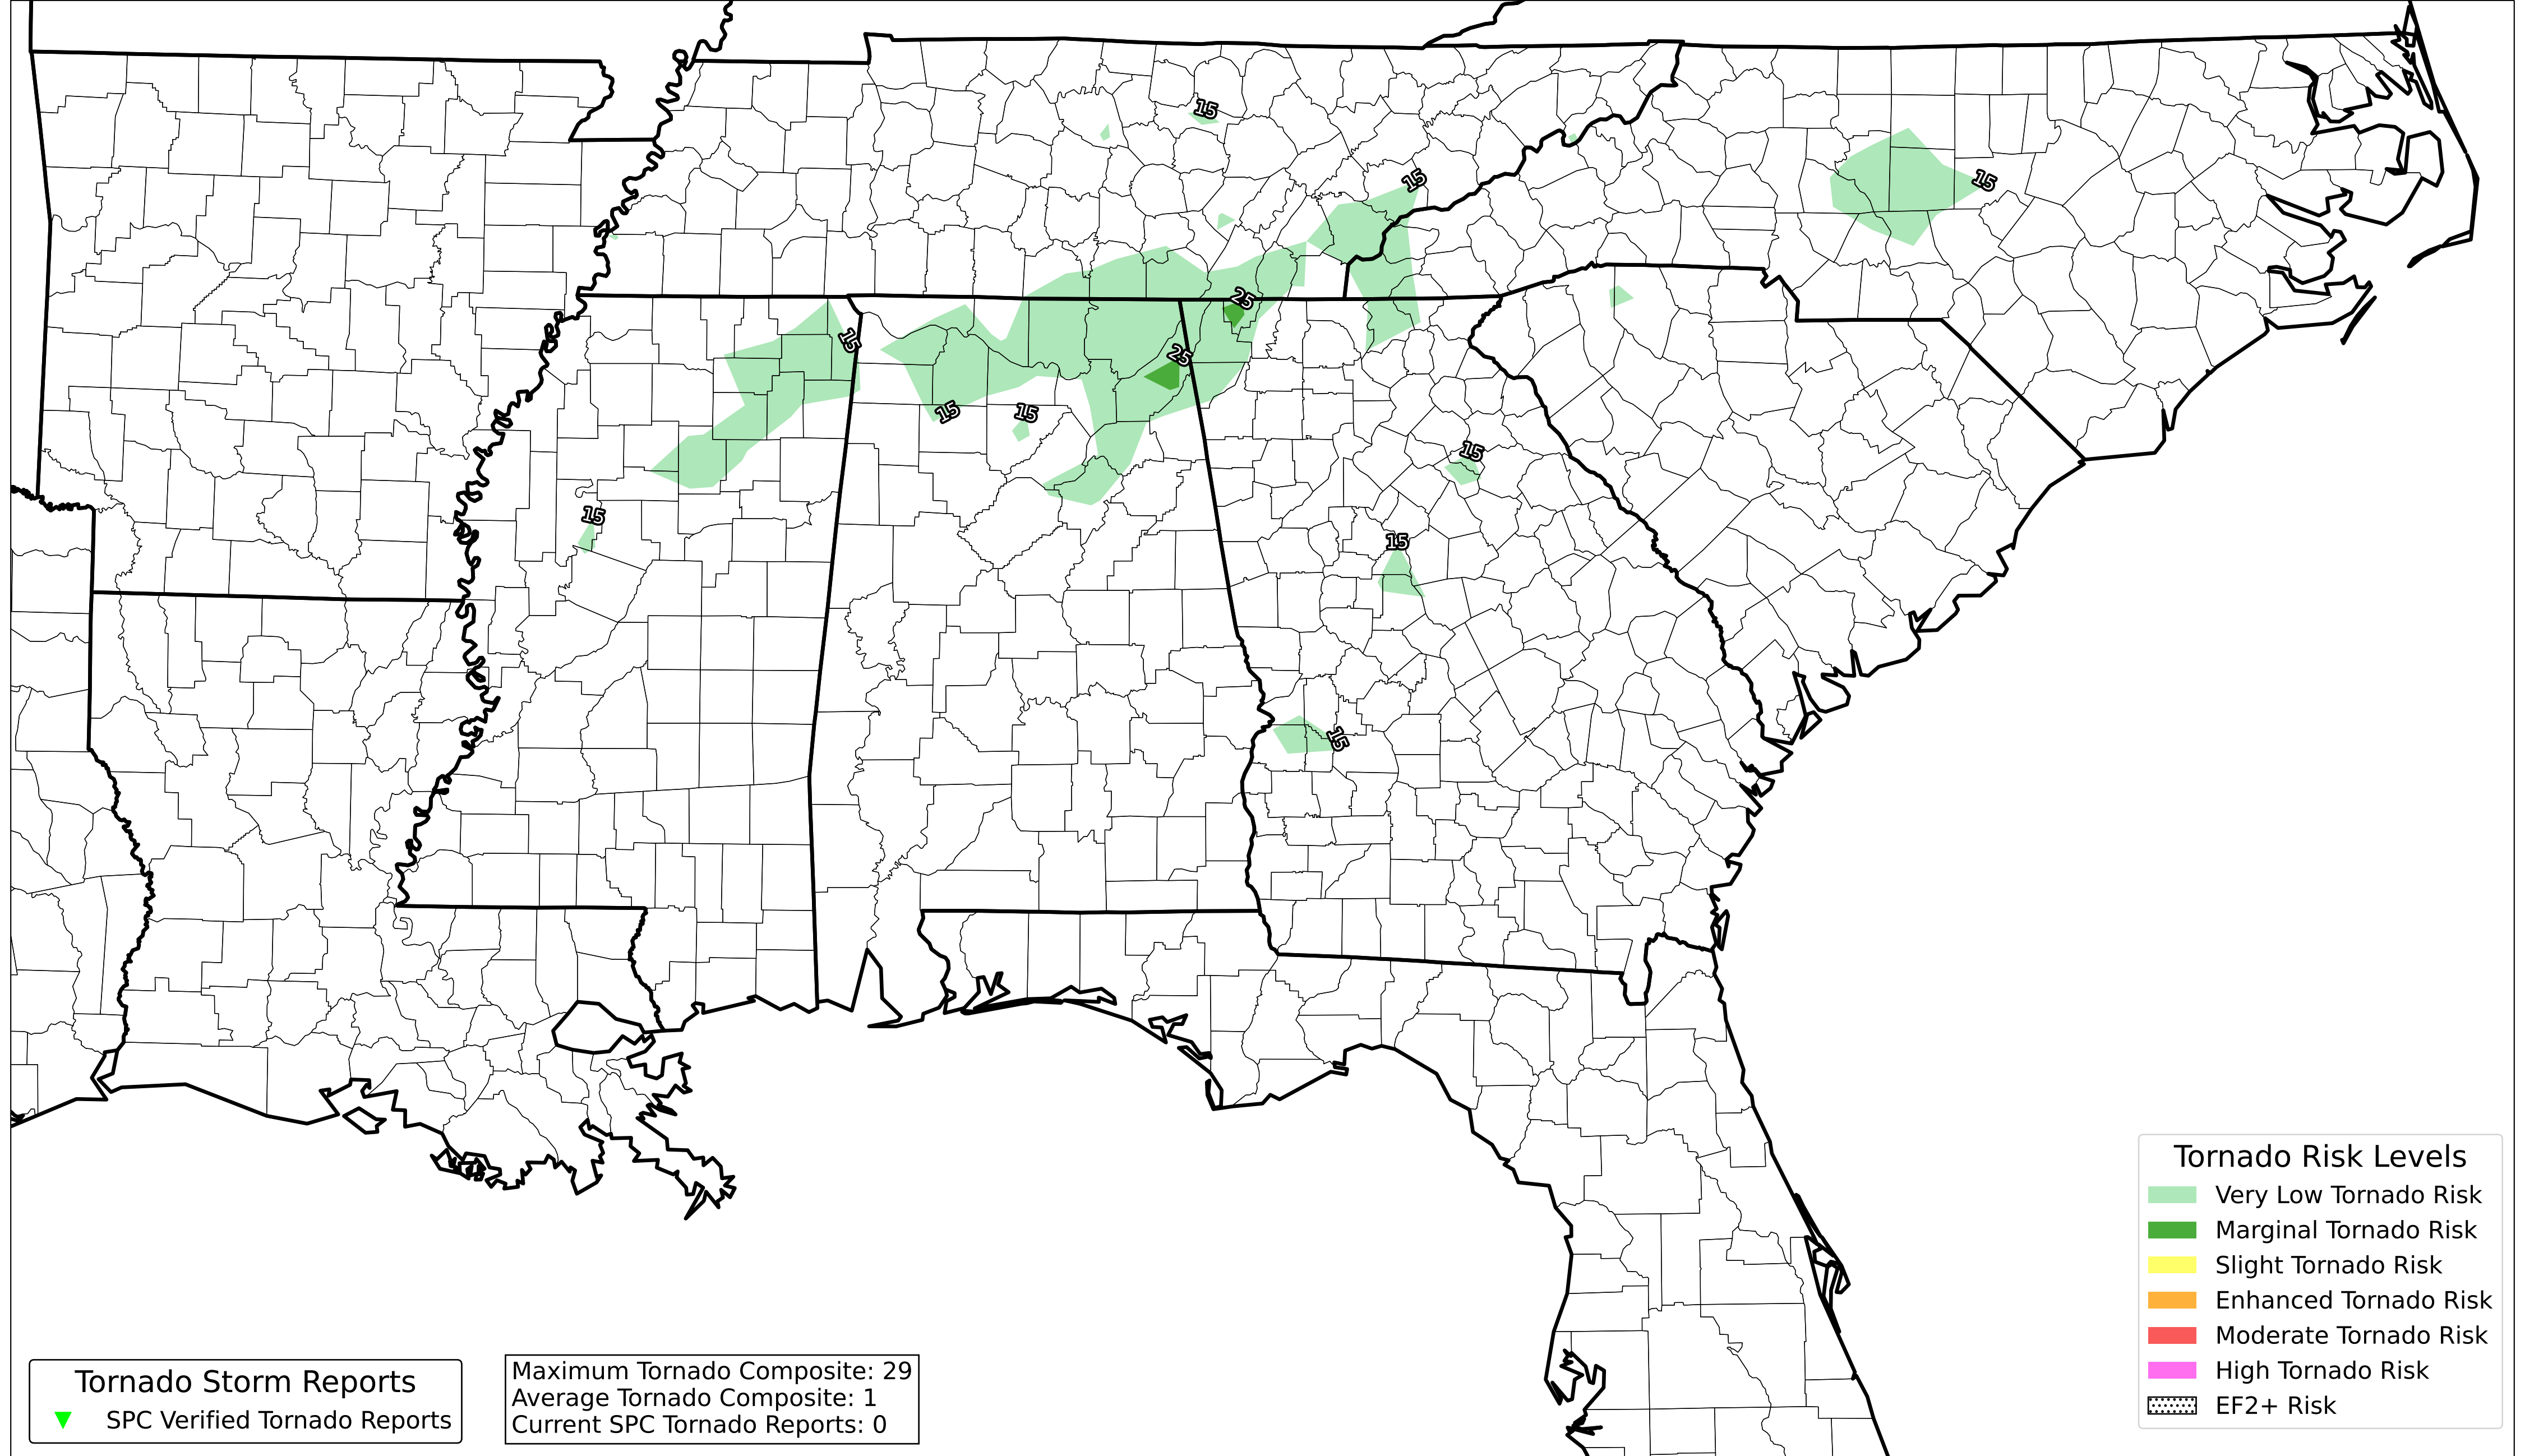 15
15
15
25
15
25
15
15
15
15
15
15
Tornado Risk Levels
Very Low Tornado Risk
Marginal Tornado Risk
Slight Tornado Risk
Enhanced Tornado Risk
Moderate Tornado Risk
High Tornado Risk
EF2+ Risk
Tornado Storm Reports
SPC Verified Tornado Reports
Maximum Tornado Composite: 29
Average Tornado Composite: 1
Current SPC Tornado Reports: 0